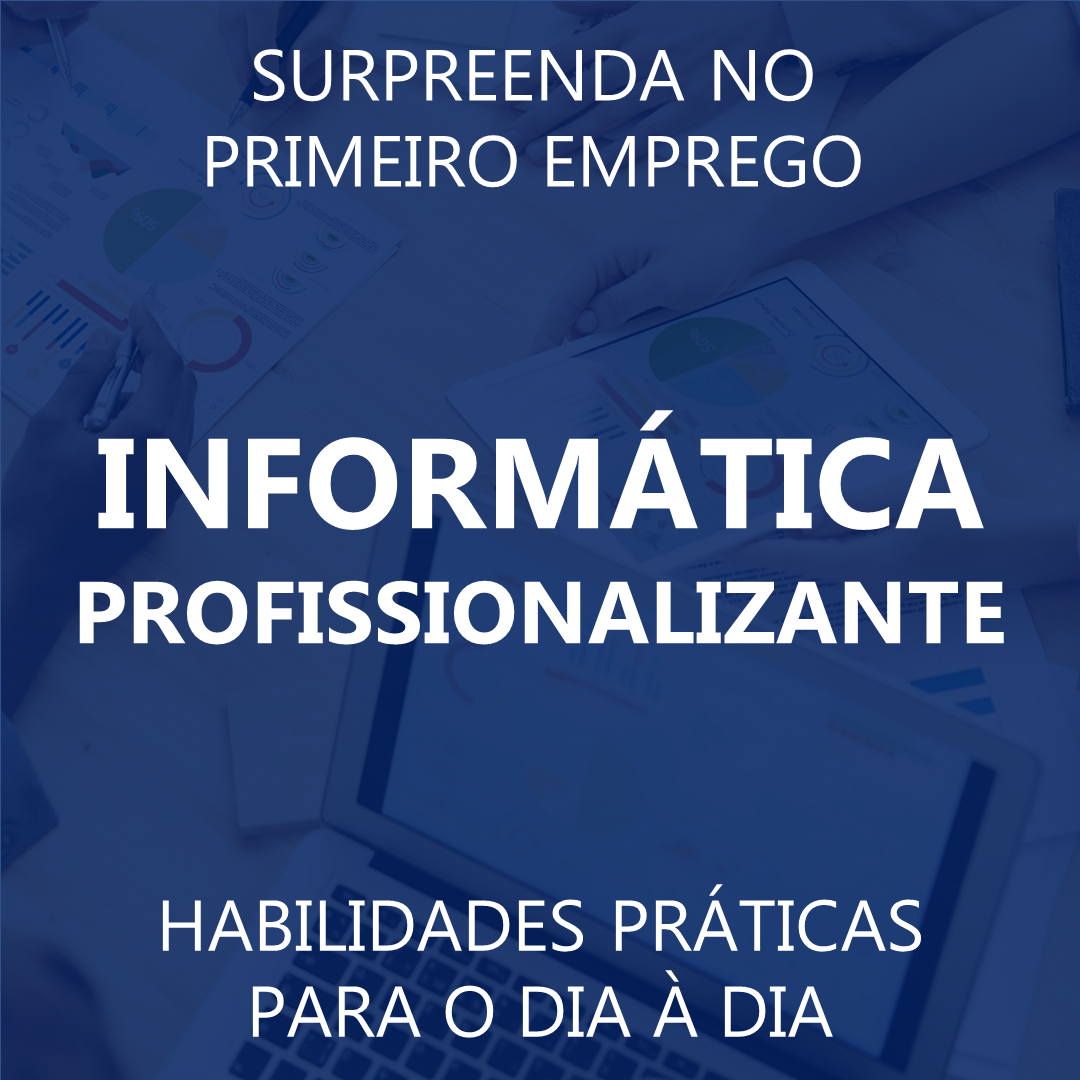 SURPREENDA NO
PRIMEIRO EMPREGO
INFORMÁTICA
PROFISSIONALIZANTE
HABILIDADES PRÁTICAS
PARA O DIA À DIA